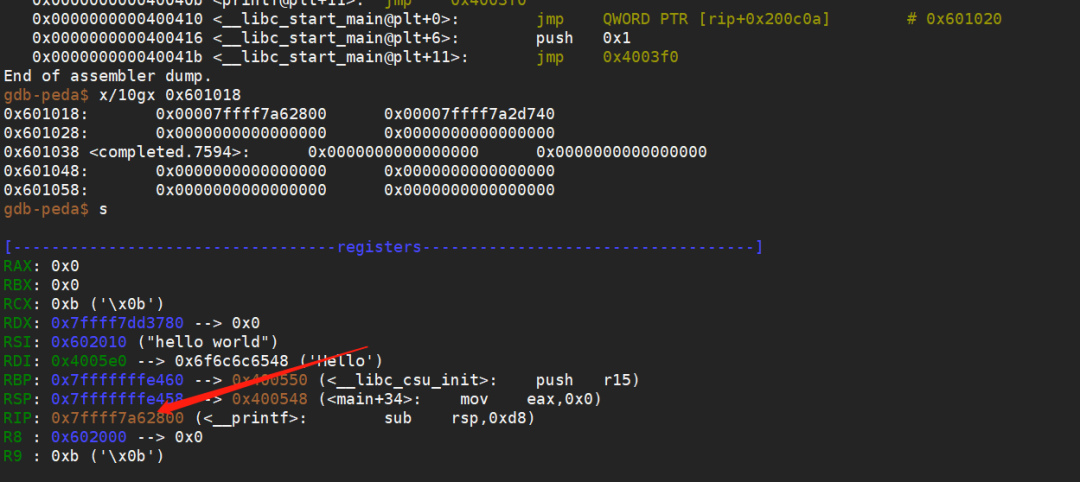 0x000000000040040b <printf@plt+11>: jmp 0x4003f0
0x0000000000400410 <__libc_start_main@plt+0>: jmp QWORD PTR [rip+0x200c0a] # 0x601020
0x0000000000400416 <__libc_start_main@plt+6>: push 0x1
0x000000000040041b <__libc_start_main@plt+11>: jmp 0x4003f0
End of assembler dump.
gdb-peda$ x/10gx 0x601018
0x601018: 0x00007ffff7a62800 0x00007ffff7a2d740
0x601028: 0x0000000000000000 0x0000000000000000
0x601038 <completed.7594>: 0x0000000000000000 0x0000000000000000
0x601048: 0x0000000000000000 0x0000000000000000
0x601058: 0x0000000000000000 0x0000000000000000
gdb-peda$ s
[----------------------------------registers-----------------------------------]
RAX: 0x0
RBX: 0x0
RCX: 0xb ('\x0b')
RDX: 0x7ffff7dd3780 --> 0x0
RSI: 0x602010 ("hello world")
RDI: 0x4005e0 --> 0x6f6c6c6548 ('Hello')
RBP: 0x7fffffffe460 --> 0x400550 (<__libc_csu_init>: push r15)
RSP: 0x7fffffffe458 --> 0x400548 (<main+34>: mov eax,0x0)
RIP: 0x7ffff7a62800 (<__printf>: sub rsp,0xd8)
R8 : 0x602000 --> 0x0
R9 : 0xb ('\x0b')